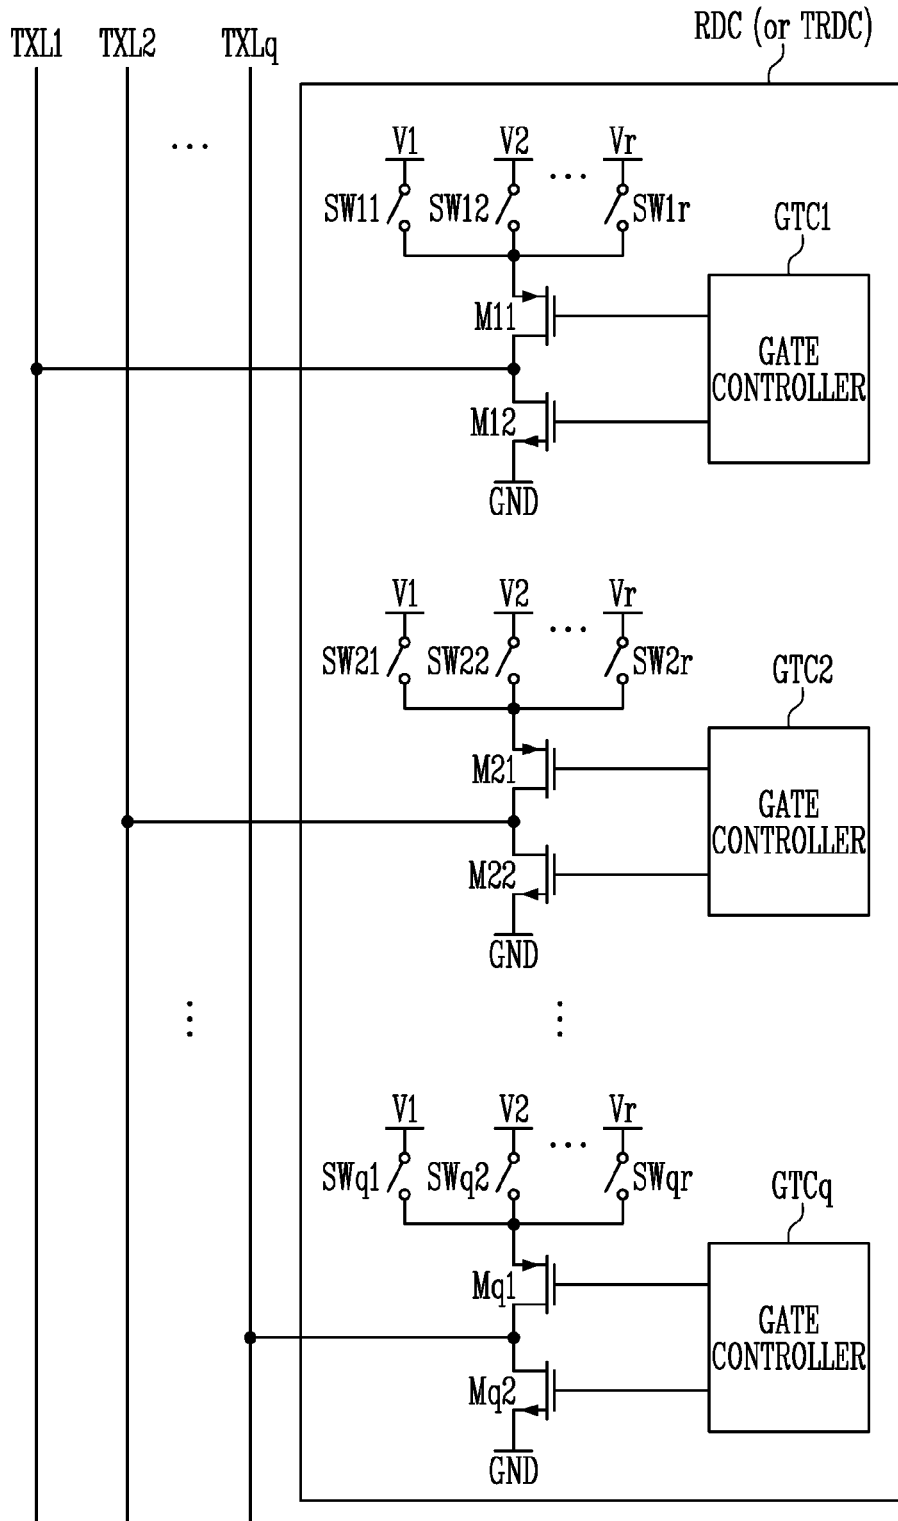 RDC (or TRDC)
TXL1 TXL2 TXLq
...
V1 V2 ... Vr
SW11 SW12 SW1r
GTC1
M11
GATE
CONTROLLER
M12
GND
V1 V2 ... Vr
SW21 SW22 SW2r
GTC2
M21
GATE
CONTROLLER
M22
GND
V1 V2 ... Vr
SWq1 SWq2 SWqr
GTCq
Mq1
GATE
CONTROLLER
Mq2
GND